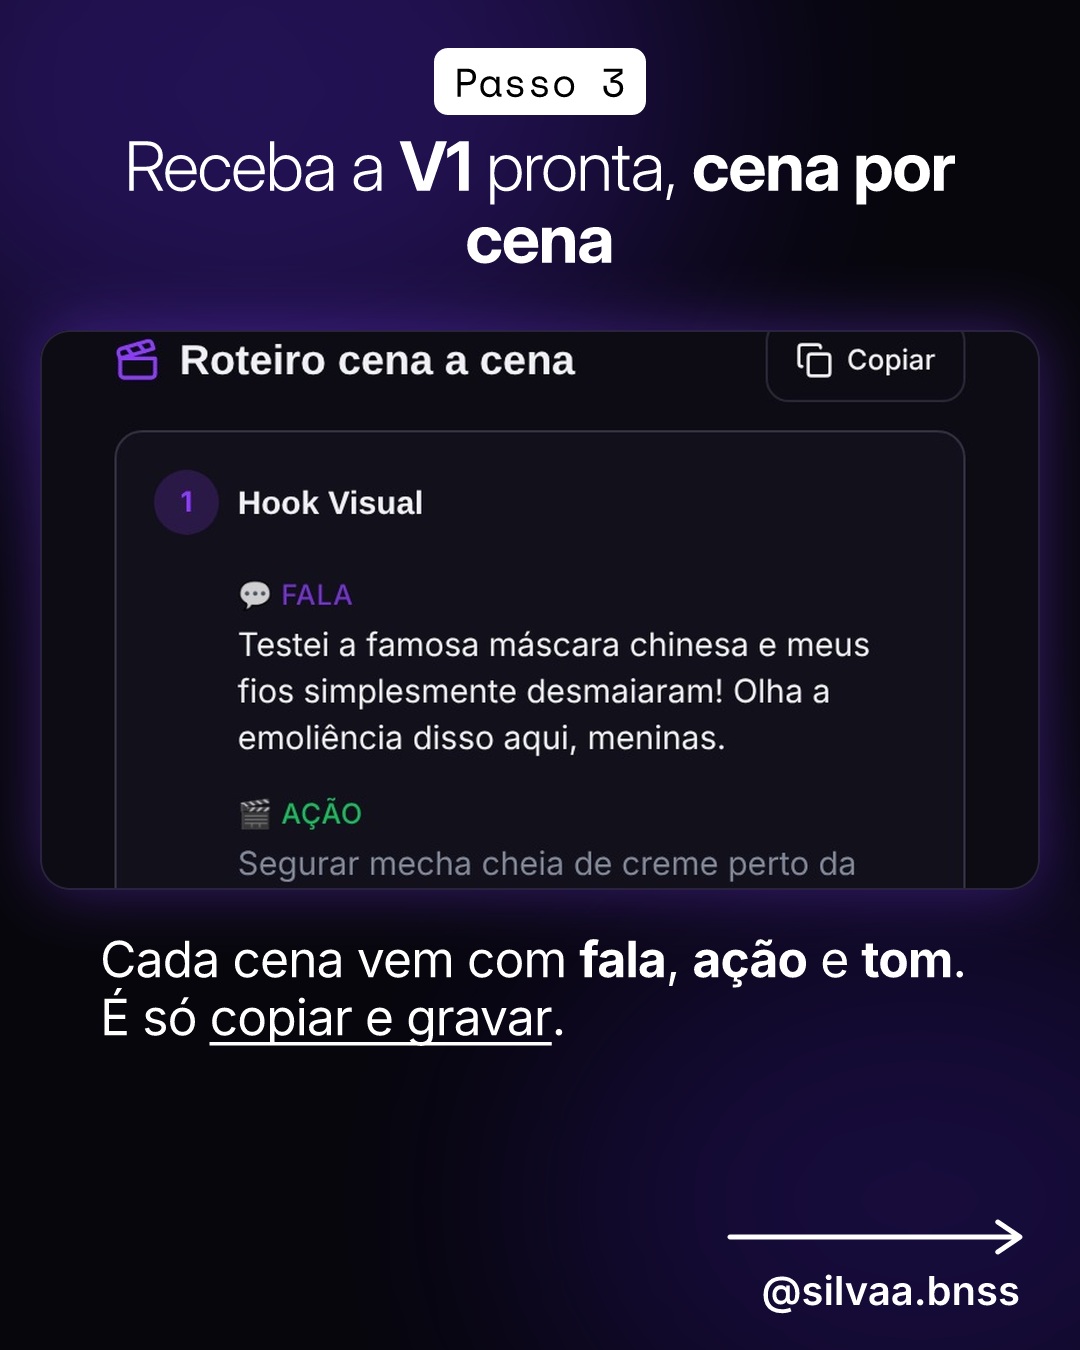 Passo 3
Receba a V1 pronta, cena por
cena
Roteiro cena a cena
Copiar
1
Hook Visual
💬 FALA
Testei a famosa máscara chinesa e meus
fios simplesmente desmaiaram! Olha a
emoliência disso aqui, meninas.
🎬 AÇÃO
Segurar mecha cheia de creme perto da
Cada cena vem com fala, ação e tom.
É só copiar e gravar.
@silvaa.bnss